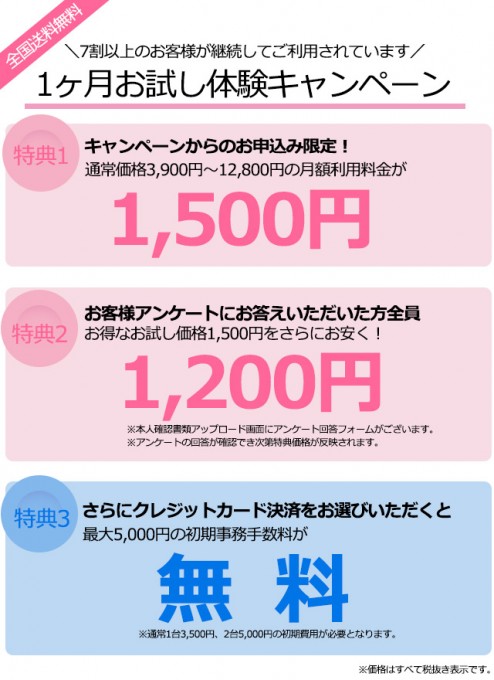 全国送料無料
＼7割以上のお客様が継続してご利用されています／
1ヶ月お試し体験キャンペーン
特典1
キャンペーンからのお申込み限定！
通常価格3,900円～12,800円の月額利用料金が
1,500円
特典2
お客様アンケートにお答えいただいた方全員
お得なお試し価格1,500円をさらにお安く！
1,200円
※本人確認書類アップロード画面にアンケート回答フォームがございます。
※アンケートの回答が確認でき次第特典価格が反映されます。
特典3
さらにクレジットカード決済をお選びいただくと
最大5,000円の初期事務手数料が
無料
※通常1台3,500円、2台5,000円の初期費用が必要となります。
※価格はすべて税抜き表示です。